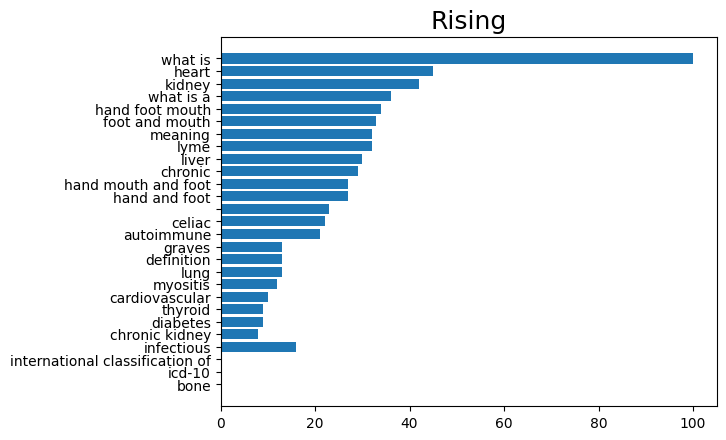 Rising
what is
heart
kidney
what is a
hand foot mouth
foot and mouth
meaning
lyme
liver
chronic
hand mouth and foot
hand and foot
celiac
autoimmune
graves
definition
lung
myositis
cardiovascular
thyroid
diabetes
chronic kidney
infectious
international classification of
icd-10
bone
0 20 40 60 80 100